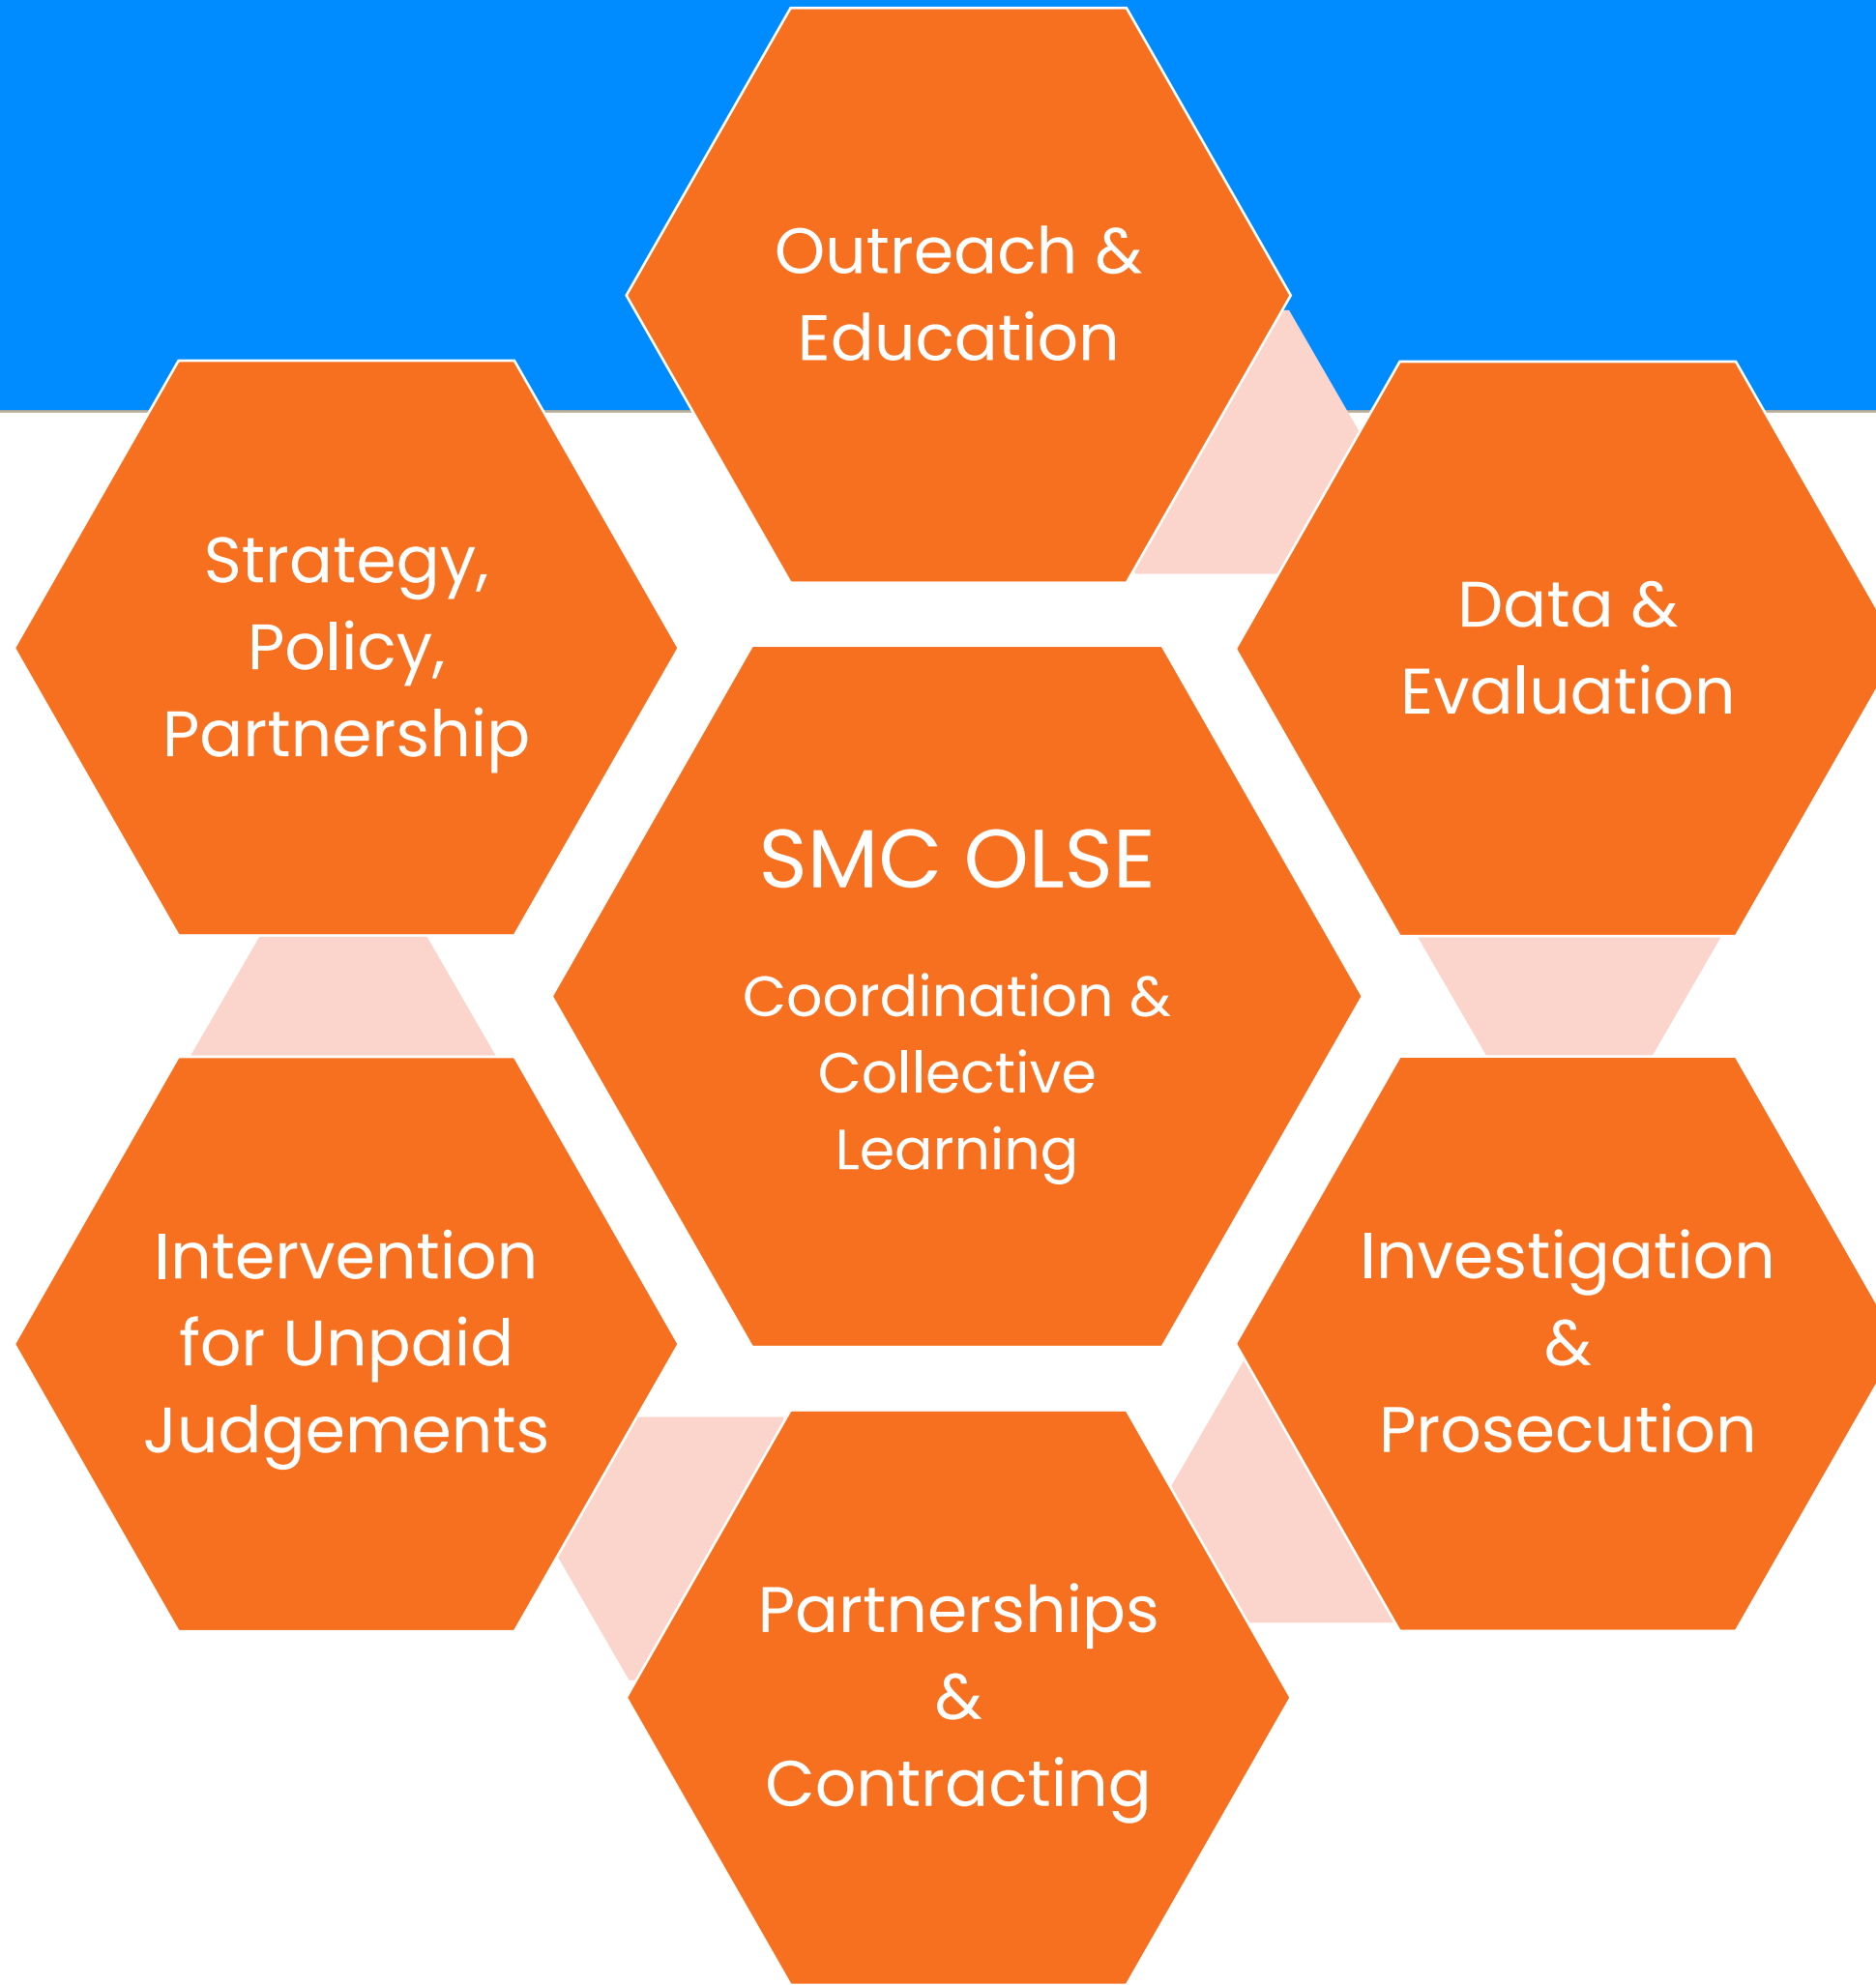 Outreach &
Education
Strategy,
Policy,
Partnership
Data &
Evaluation
SMC OLSE
Coordination &
Collective
Learning
Intervention
for Unpaid
Judgements
Investigation
&
Prosecution
Partnerships
&
Contracting